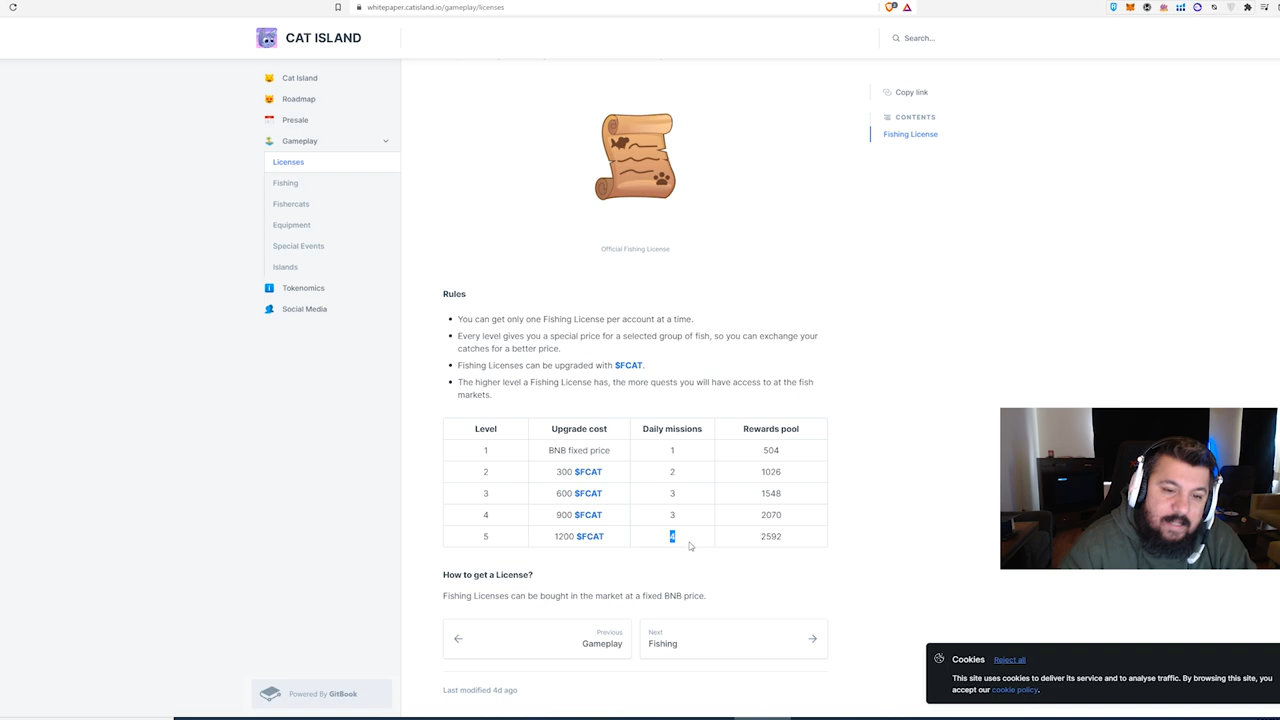 whitepaper.catisland.io/gameplay/licenses
CAT ISLAND
Search...
Cat Island
Roadmap
Presale
Gameplay
Licenses
Fishing
Fishercats
Equipment
Special Events
Islands
Tokenomics
Social Media
Powered By GitBook
Official Fishing License
Rules
You can get only one Fishing License per account at a time.
Every level gives you a special price for a selected group of fish, so you can exchange your
catches for a better price.
Fishing Licenses can be upgraded with $FCAT.
The higher level a Fishing License has, the more quests you will have access to at the fish
markets.
Level Upgrade cost Daily missions Rewards pool
1 BNB fixed price 1 504
2 300 $FCAT 2 1026
3 600 $FCAT 3 1548
4 900 $FCAT 3 2070
5 1200 $FCAT 4 2592
How to get a License?
Fishing Licenses can be bought in the market at a fixed BNB price.
Previous
Gameplay
Next
Fishing
Last modified 4d ago
Copy link
CONTENTS
Fishing License
Cookies Reject all
This site uses cookies to deliver its service and to analyse traffic. By browsing this site, you
accept our cookie policy.